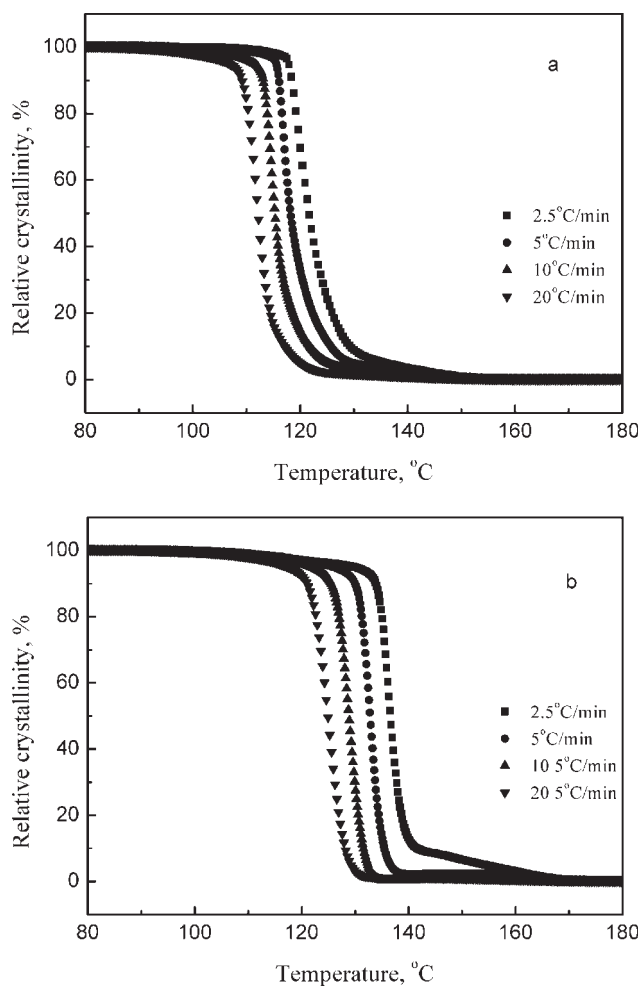 a
Relative crystallinity, %
100
80
60
40
20
0
2.5°C/min
5°C/min
10°C/min
20°C/min
80 100 120 140 160 180
Temperature, °C
b
Relative crystallinity, %
100
80
60
40
20
0
2.5°C/min
5°C/min
10 5°C/min
20 5°C/min
80 100 120 140 160 180
Temperature, °C